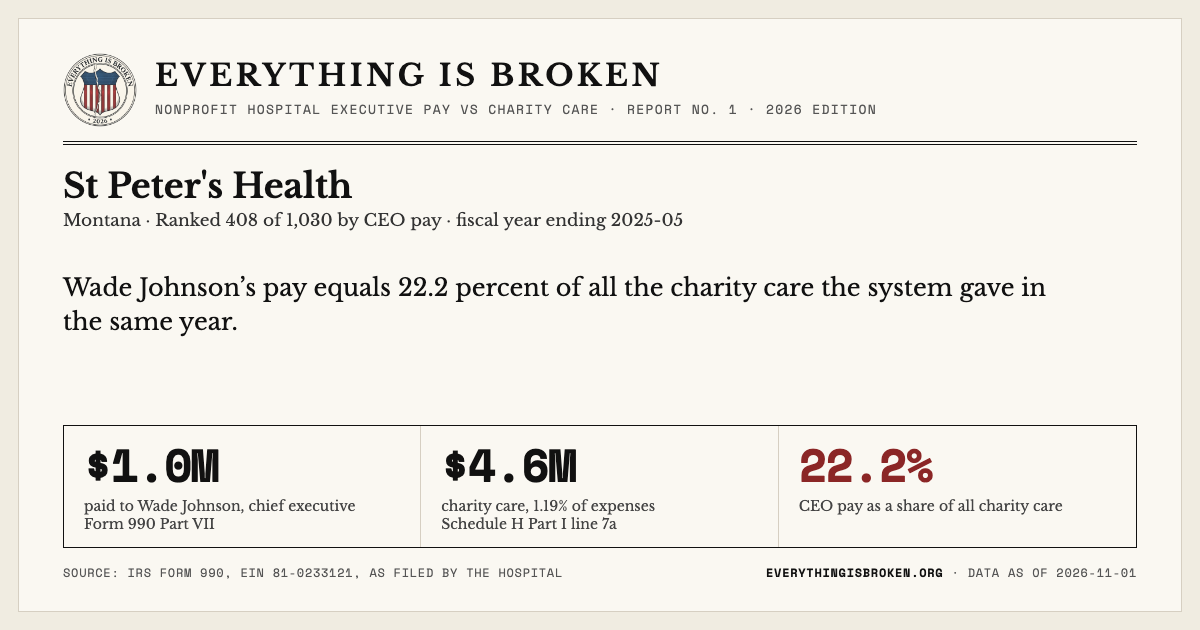 EVERYTHING IS BROKEN
· 2026 ·
EVERYTHING IS BROKEN
NONPROFIT HOSPITAL EXECUTIVE PAY VS CHARITY CARE · REPORT NO. 1 · 2026 EDITION
St Peter's Health
Montana · Ranked 408 of 1,030 by CEO pay · fiscal year ending 2025-05
Wade Johnson’s pay equals 22.2 percent of all the charity care the system gave in
the same year.
$1.0M
paid to Wade Johnson, chief executive
Form 990 Part VII
$4.6M
charity care, 1.19% of expenses
Schedule H Part I line 7a
22.2%
CEO pay as a share of all charity care
SOURCE: IRS FORM 990, EIN 81-0233121, AS FILED BY THE HOSPITAL
EVERYTHINGISBROKEN.ORG · DATA AS OF 2026-11-01